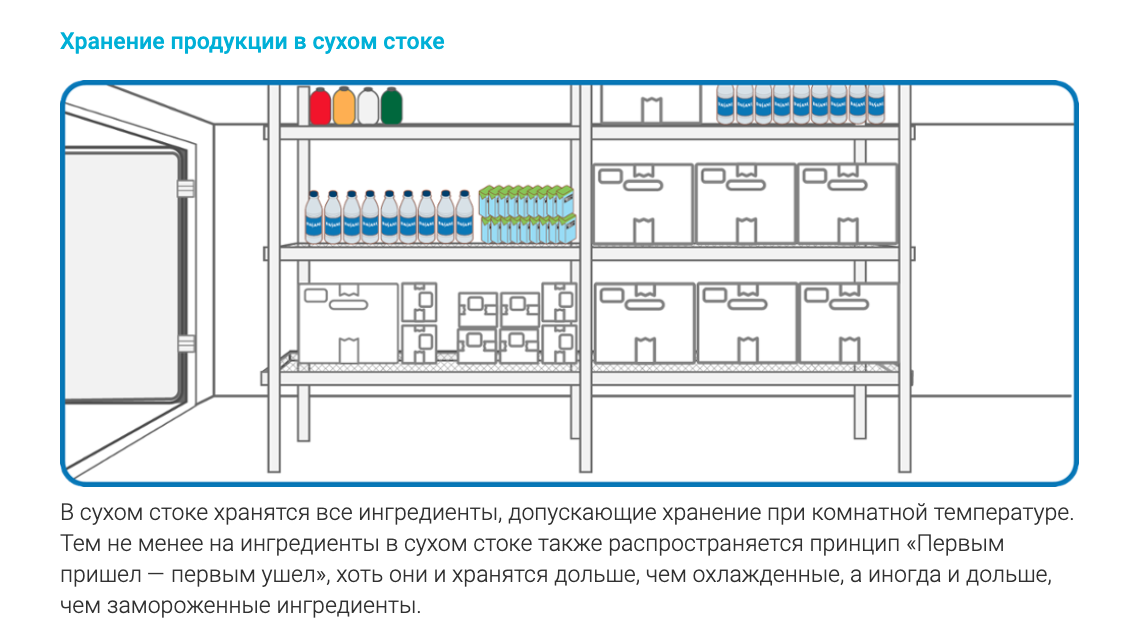 Хранение продукции в сухом стоке
В сухом стоке хранятся все ингредиенты, допускающие хранение при комнатной температуре.
Тем не менее на ингредиенты в сухом стоке также распространяется принцип «Первым
пришел — первым ушел», хоть они и хранятся дольше, чем охлажденные, а иногда и дольше,
чем замороженные ингредиенты.